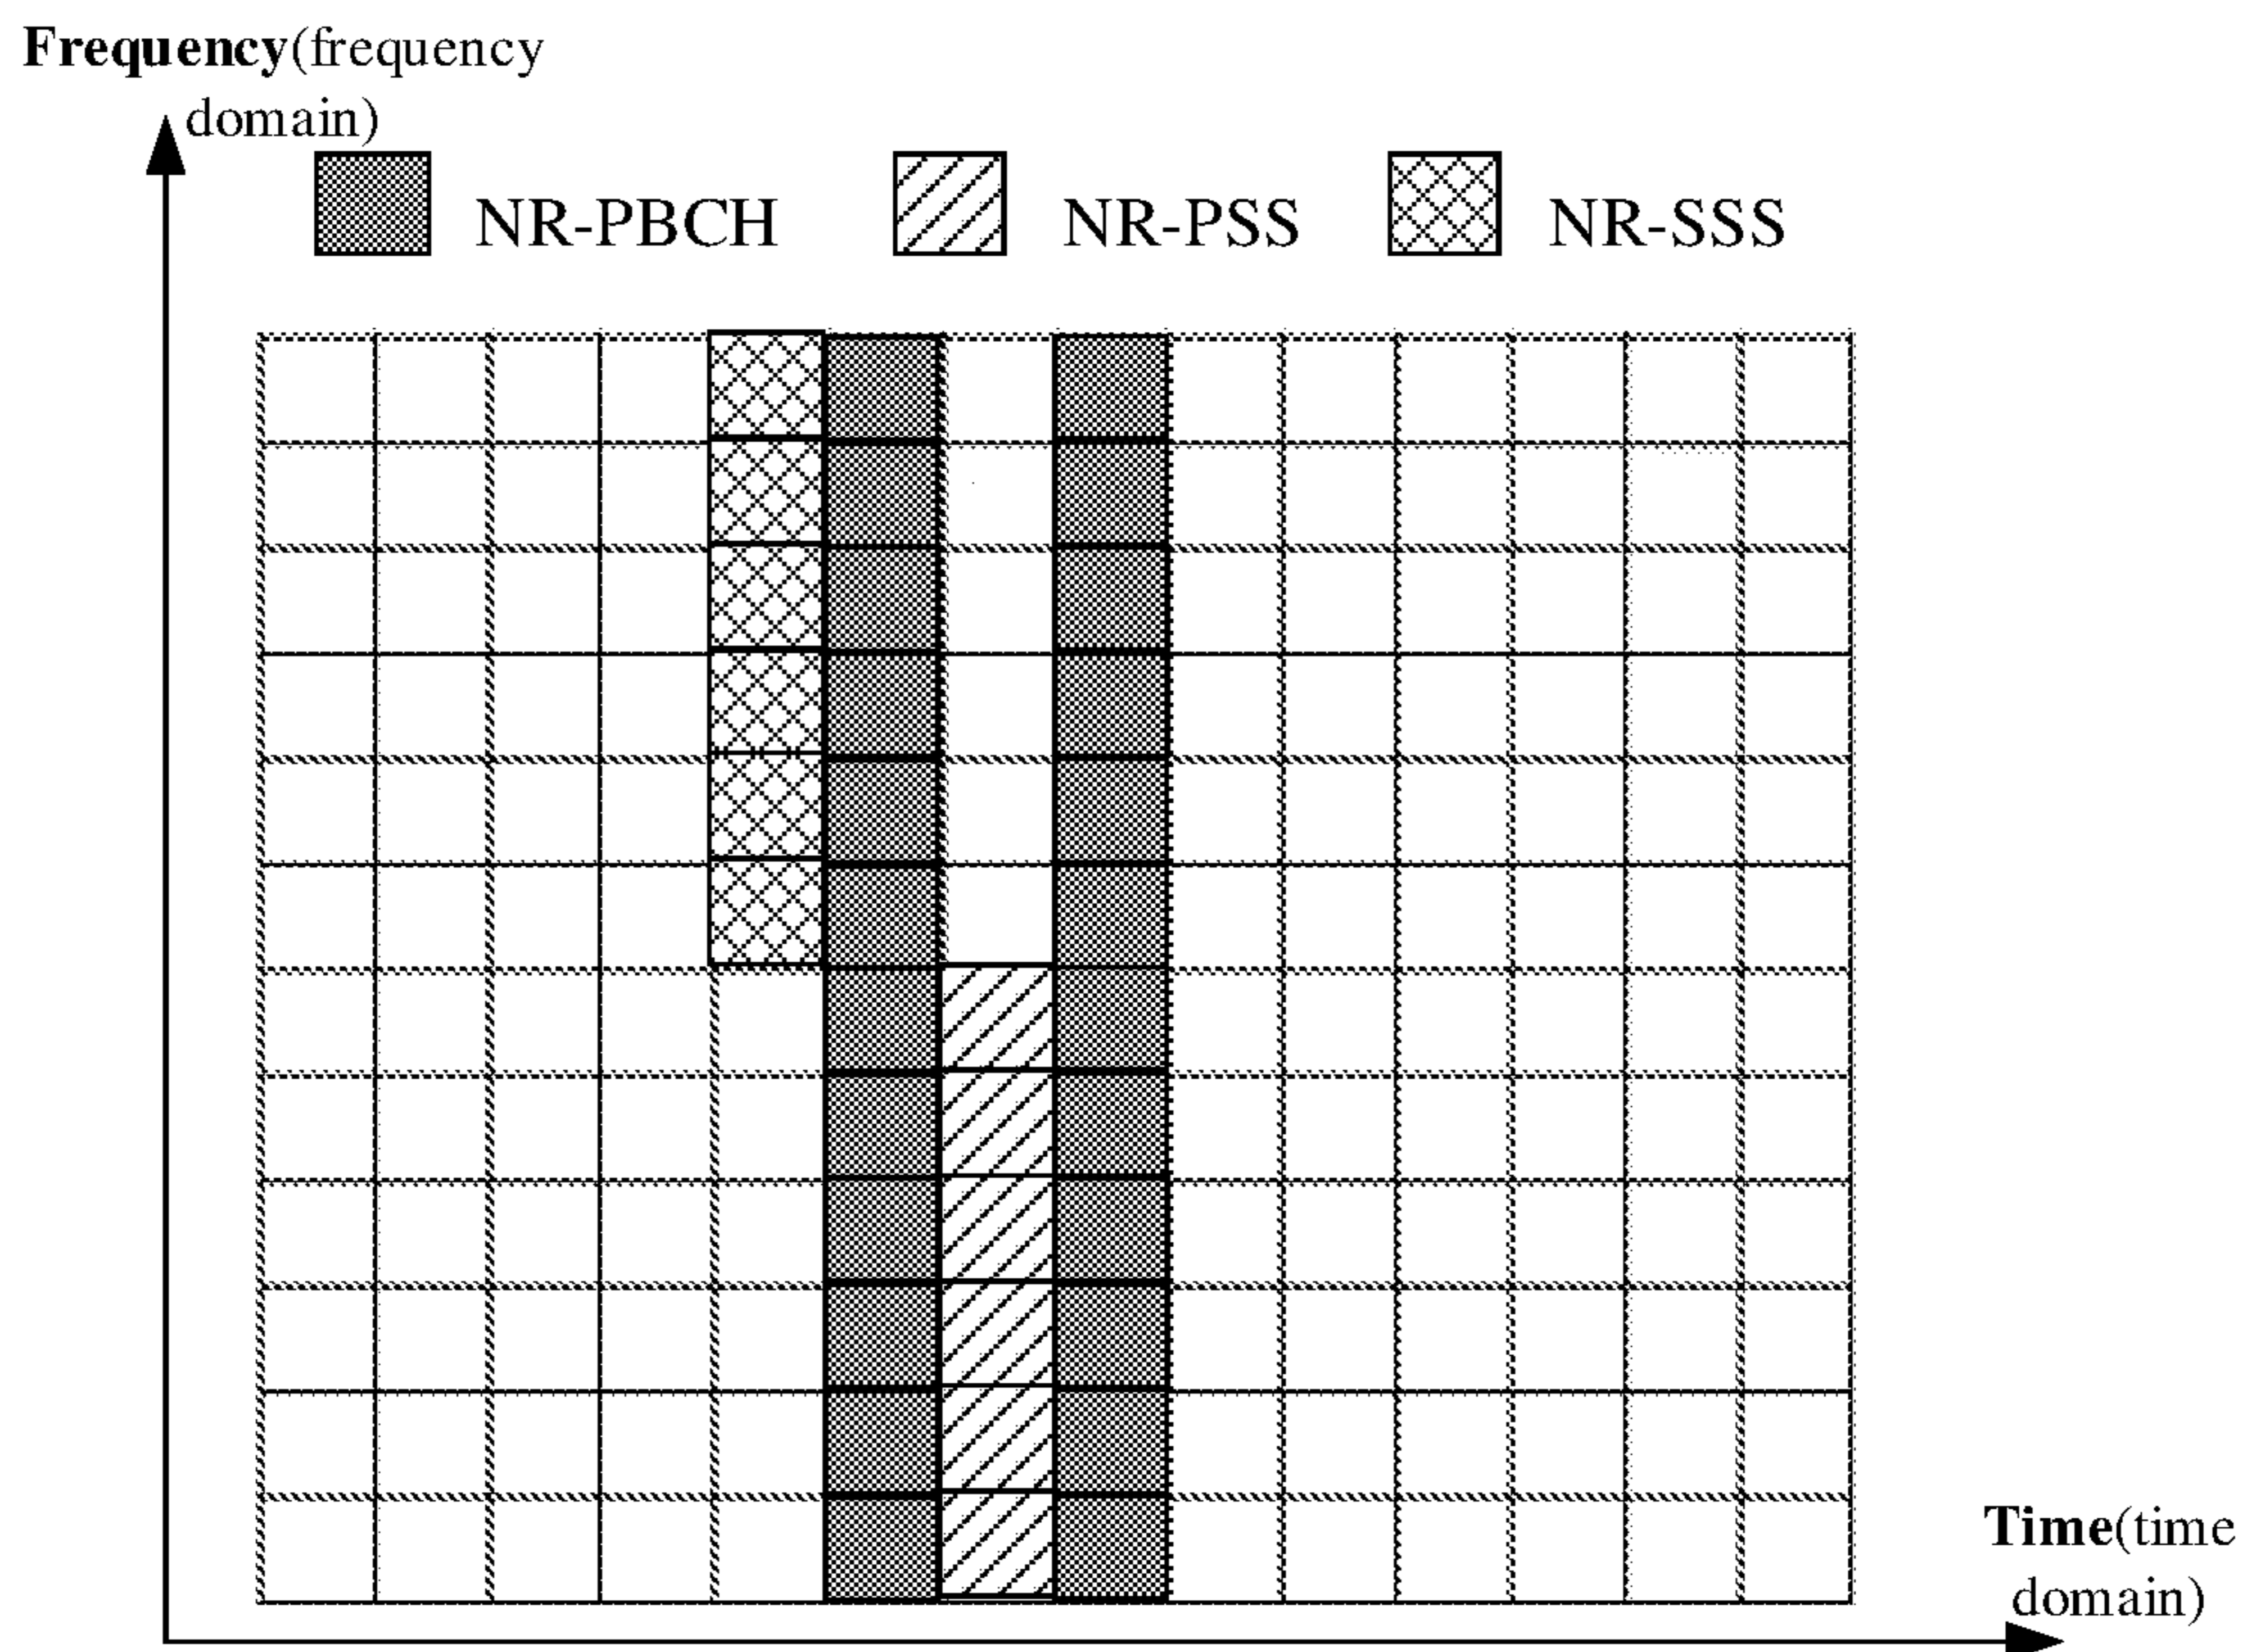 Frequency(frequency
domain)
NR-PBCH NR-PSS NR-SSS
Time(time
domain)